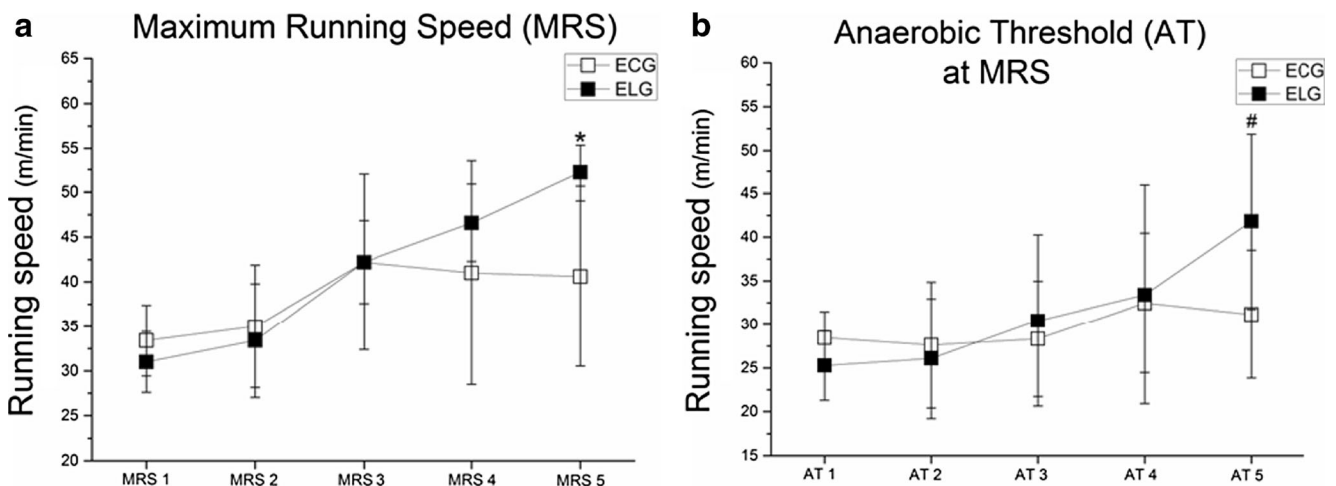 a
Maximum Running Speed (MRS)
ECG
ELG
*
Running speed (m/min)
65
60
55
50
45
40
35
30
25
20
MRS 1 MRS 2 MRS 3 MRS 4 MRS 5
b
Anaerobic Threshold (AT)
at MRS
ECG
ELG
#
Running speed (m/min)
60
55
50
45
40
35
30
25
20
15
AT 1 AT 2 AT 3 AT 4 AT 5